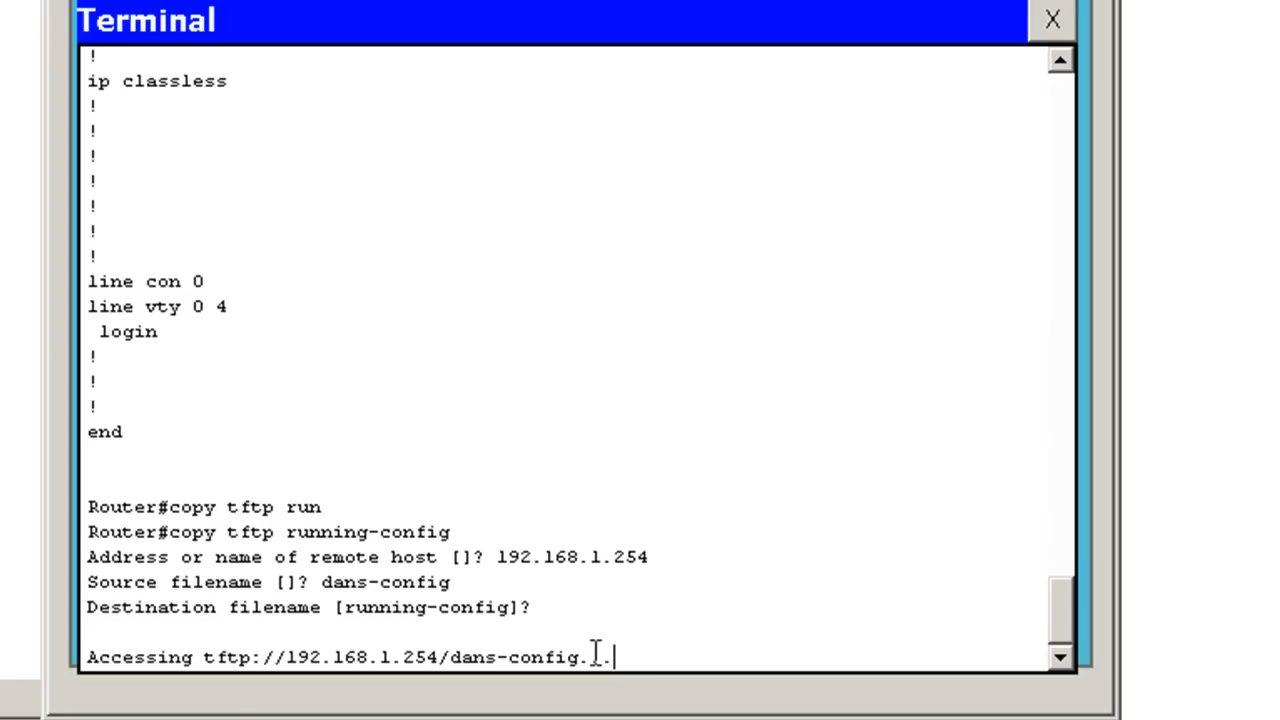 Terminal
X
!
ip classless
!
!
!
!
!
!
!
line con 0
line vty 0 4
login
!
!
!
end
Router#copy tftp run
Router#copy tftp running-config
Address or name of remote host []? 192.168.1.254
Source filename []? dans-config
Destination filename [running-config]?
Accessing tftp://192.168.1.254/dans-config...